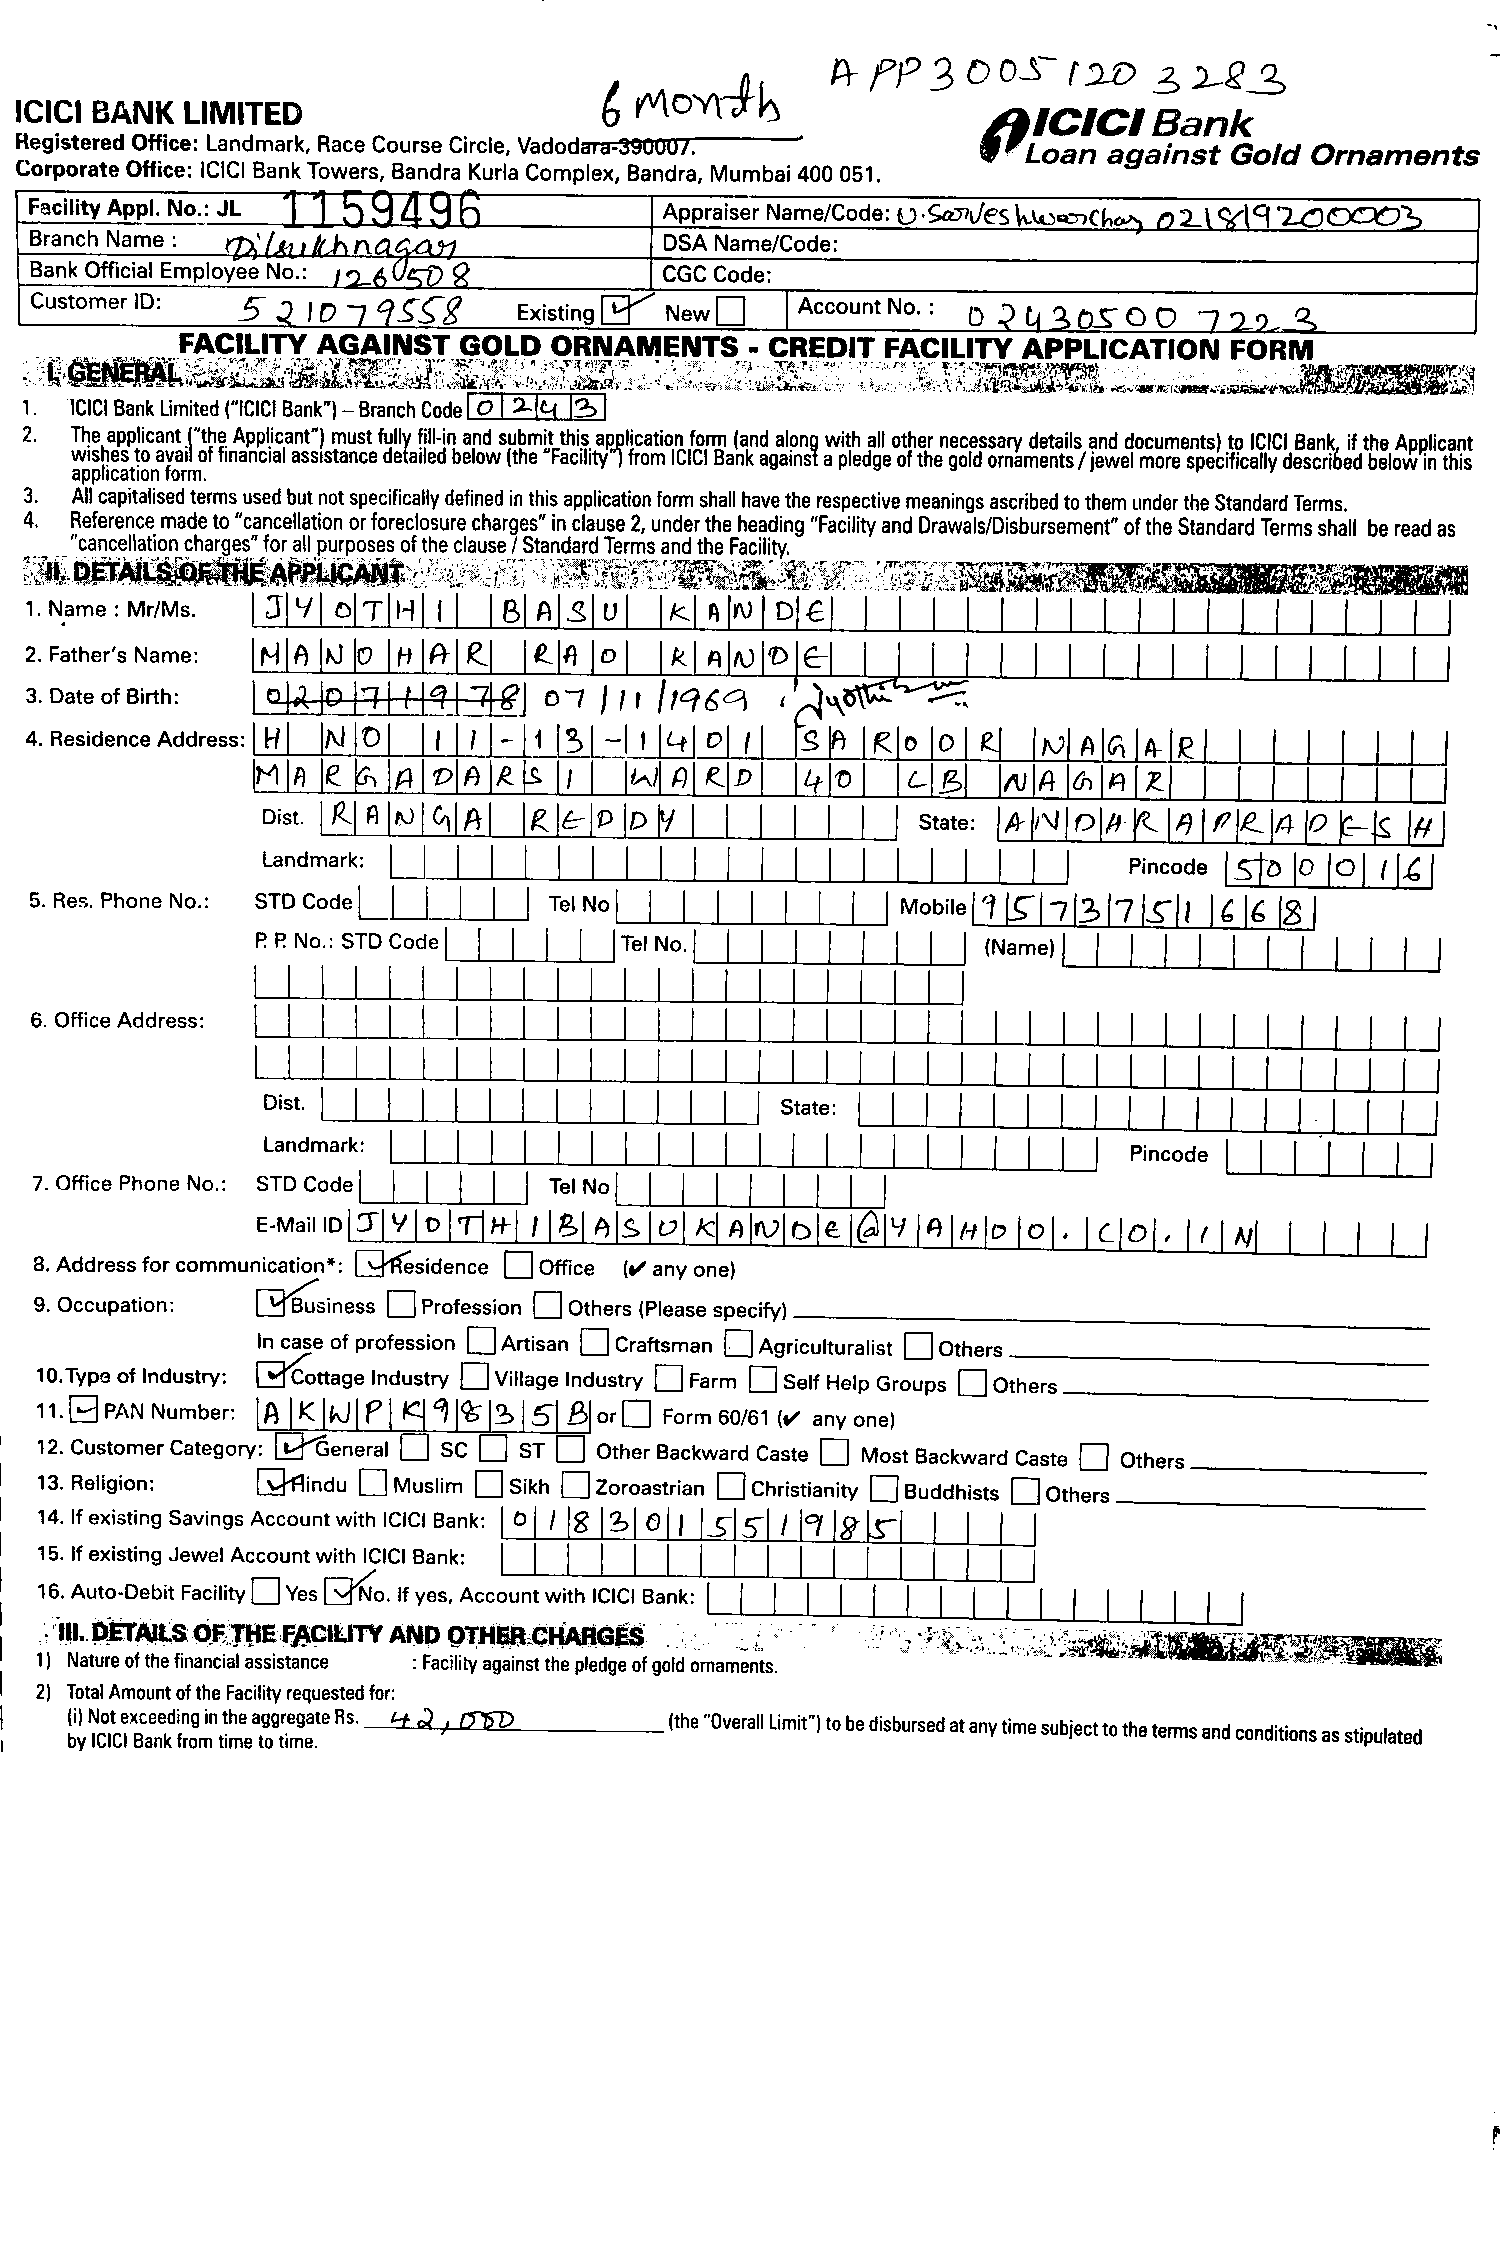 APP30051203283
6 month
ICICI BANK LIMITED
ICICI Bank
Registered Office: Landmark, Race Course Circle, Vadodara-390007.
Loan against Gold Ornaments
Corporate Office: ICICI Bank Towers, Bandra Kurla Complex, Bandra, Mumbai 400 051.
Facility Appl. No.: JL 1159496 Appraiser Name/Code: 021819200003
Branch Name : Dilsukhnagar DSA Name/Code:
Bank Official Employee No.: 126508 CGC Code:
Customer ID: 521079558 Existing ✓ New Account No. : 024305007223
FACILITY AGAINST GOLD ORNAMENTS - CREDIT FACILITY APPLICATION FORM
I. GENERAL
1. ICICI Bank Limited ("ICICI Bank") – Branch Code 0243
2. The applicant ("the Applicant") must fully fill-in and submit this application form (and along with all other necessary details and documents) to ICICI Bank, if the Applicant
wishes to avail of financial assistance detailed below (the "Facility") from ICICI Bank against a pledge of the gold ornaments / jewel more specifically described below in this
application form.
3. All capitalised terms used but not specifically defined in this application form shall have the respective meanings ascribed to them under the Standard Terms.
4. Reference made to "cancellation or foreclosure charges" in clause 2, under the heading "Facility and Drawals/Disbursement" of the Standard Terms shall be read as
"cancellation charges" for all purposes of the clause / Standard Terms and the Facility.
II. DETAILS OF THE APPLICANT
1. Name : Mr/Ms. JYOTHI BASU KANDE
2. Father's Name: MANOHAR RAO KANDE
3. Date of Birth: 02071978 07/11/1969 Jyothi
4. Residence Address: H NO 11-13-1401 SAROOR NAGAR
MARGADARSI WARD 40 LB NAGAR
Dist. RANGA REDDY State: ANDHRAPRADESH
Landmark: Pincode 500016
5. Res. Phone No.: STD Code Tel No Mobile 9573751668
P. P. No.: STD Code Tel No. (Name)
6. Office Address:
Dist. State:
Landmark: Pincode
7. Office Phone No.: STD Code Tel No
E-Mail ID JYOTHIBASUKANDE@YAHOO.CO.IN
8. Address for communication*: ✓ Residence Office (✔ any one)
9. Occupation: ✓ Business Profession Others (Please specify)
In case of profession Artisan Craftsman Agriculturalist Others
10. Type of Industry: ✓ Cottage Industry Village Industry Farm Self Help Groups Others
11. ✓ PAN Number: AKWPK9835B or Form 60/61 (✔ any one)
12. Customer Category: ✓ General SC ST Other Backward Caste Most Backward Caste Others
13. Religion: ✓ Hindu Muslim Sikh Zoroastrian Christianity Buddhists Others
14. If existing Savings Account with ICICI Bank: 018301551985
15. If existing Jewel Account with ICICI Bank:
16. Auto-Debit Facility Yes ✓ No. If yes, Account with ICICI Bank:
III. DETAILS OF THE FACILITY AND OTHER CHARGES
1) Nature of the financial assistance : Facility against the pledge of gold ornaments.
2) Total Amount of the Facility requested for:
(i) Not exceeding in the aggregate Rs. 42,000 (the "Overall Limit") to be disbursed at any time subject to the terms and conditions as stipulated
by ICICI Bank from time to time.